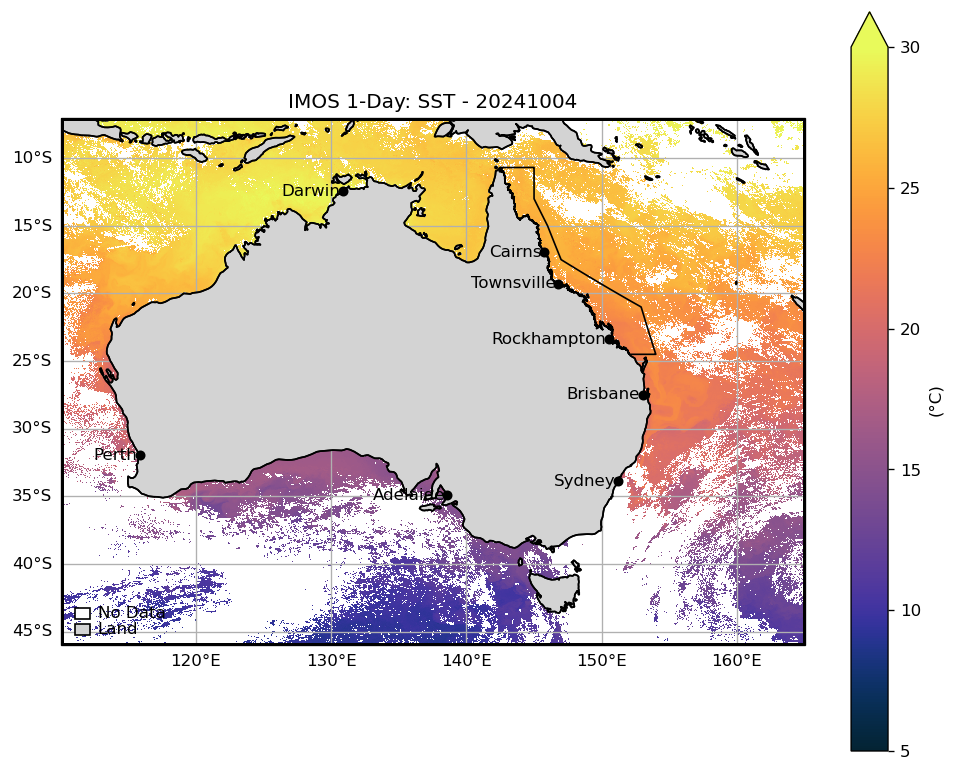 IMOS 1-Day: SST - 20241004
30
10°S
Darwin
25
15°S
Cairns
Townsville
20°S
20
Rockhampton
25°S
(°C)
Brisbane
30°S
Perth
15
Sydney
35°S
Adelaide
40°S
10
No Data
Land
45°S
120°E 130°E 140°E 150°E 160°E
5